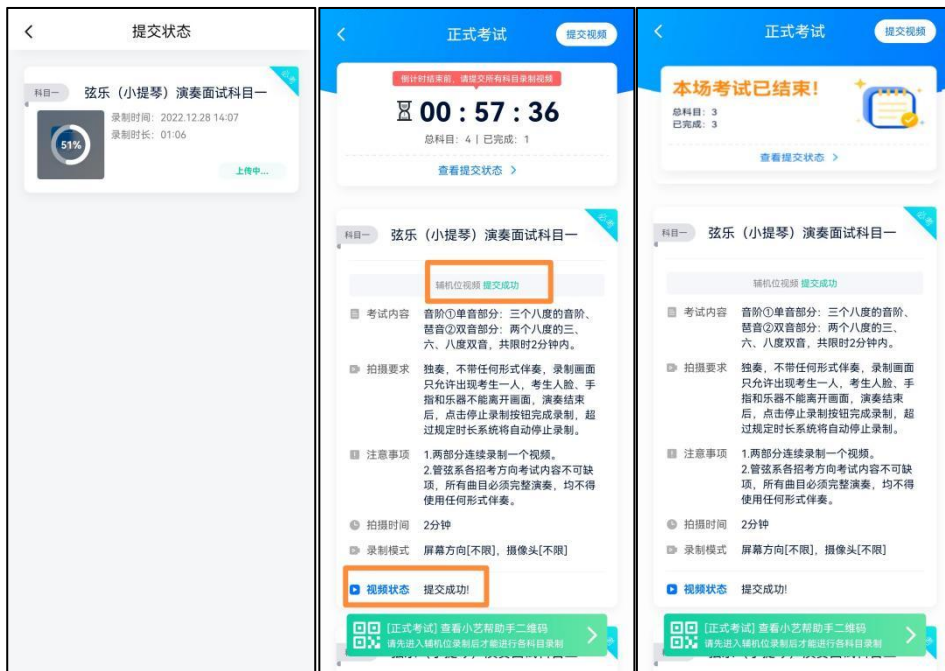 提交状态
科目一
弦乐（小提琴）演奏面试科目一
必考
录制时间：2022.12.28 14:07
录制时长：01:06
51%
上传中...
正式考试
提交视频
倒计时结束前，请提交所有科目录制视频
00 : 57 : 36
总科目：4 | 已完成：1
查看提交状态 >
科目一
弦乐（小提琴）演奏面试科目一
必考
辅机位视频 提交成功
考试内容
音阶①单音部分：三个八度的音阶、
琶音②双音部分：两个八度的三、
六、八度双音，共限时2分钟内。
拍摄要求
独奏，不带任何形式伴奏，录制画面
只允许出现考生一人，考生人脸、手
指和乐器不能离开画面，演奏结束
后，点击停止录制按钮完成录制，超
过规定时长系统将自动停止录制。
注意事项
1.两部分连续录制一个视频。
2.管弦系各招考方向考试内容不可缺
项，所有曲目必须完整演奏，均不得
使用任何形式伴奏。
拍摄时间
2分钟
录制模式
屏幕方向[不限]，摄像头[不限]
视频状态
提交成功!
[正式考试] 查看小艺帮助手二维码
请先进入辅机位录制后才能进行各科目录制
正式考试
提交视频
本场考试已结束!
总科目：3
已完成：3
查看提交状态 >
科目一
弦乐（小提琴）演奏面试科目一
必考
辅机位视频 提交成功
考试内容
音阶①单音部分：三个八度的音阶、
琶音②双音部分：两个八度的三、
六、八度双音，共限时2分钟内。
拍摄要求
独奏，不带任何形式伴奏，录制画面
只允许出现考生一人，考生人脸、手
指和乐器不能离开画面，演奏结束
后，点击停止录制按钮完成录制，超
过规定时长系统将自动停止录制。
注意事项
1.两部分连续录制一个视频。
2.管弦系各招考方向考试内容不可缺
项，所有曲目必须完整演奏，均不得
使用任何形式伴奏。
拍摄时间
2分钟
录制模式
屏幕方向[不限]，摄像头[不限]
视频状态
提交成功!
[正式考试] 查看小艺帮助手二维码
请先进入辅机位录制后才能进行各科目录制